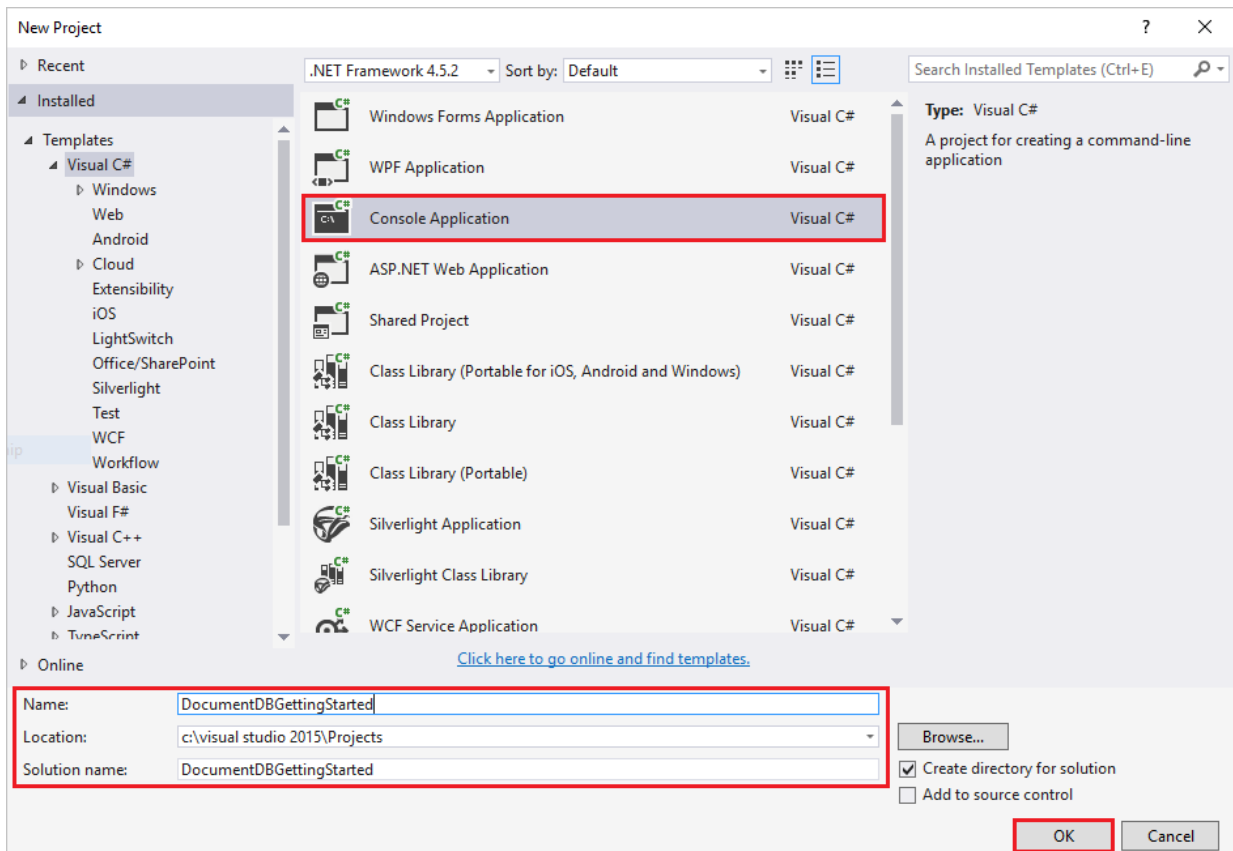 New Project
?
Recent
Installed
Templates
Visual C#
Windows
Web
Android
Cloud
Extensibility
iOS
LightSwitch
Office/SharePoint
Silverlight
Test
WCF
Workflow
Visual Basic
Visual F#
Visual C++
SQL Server
Python
JavaScript
TypeScript
Online
.NET Framework 4.5.2 Sort by: Default
Windows Forms Application Visual C#
WPF Application Visual C#
Console Application Visual C#
ASP.NET Web Application Visual C#
Shared Project Visual C#
Class Library (Portable for iOS, Android and Windows) Visual C#
Class Library Visual C#
Class Library (Portable) Visual C#
Silverlight Application Visual C#
Silverlight Class Library Visual C#
WCF Service Application Visual C#
Click here to go online and find templates.
Search Installed Templates (Ctrl+E)
Type: Visual C#
A project for creating a command-line
application
Name: DocumentDBGettingStarted
Location: c:\visual studio 2015\Projects
Solution name: DocumentDBGettingStarted
Browse...
Create directory for solution
Add to source control
OK Cancel